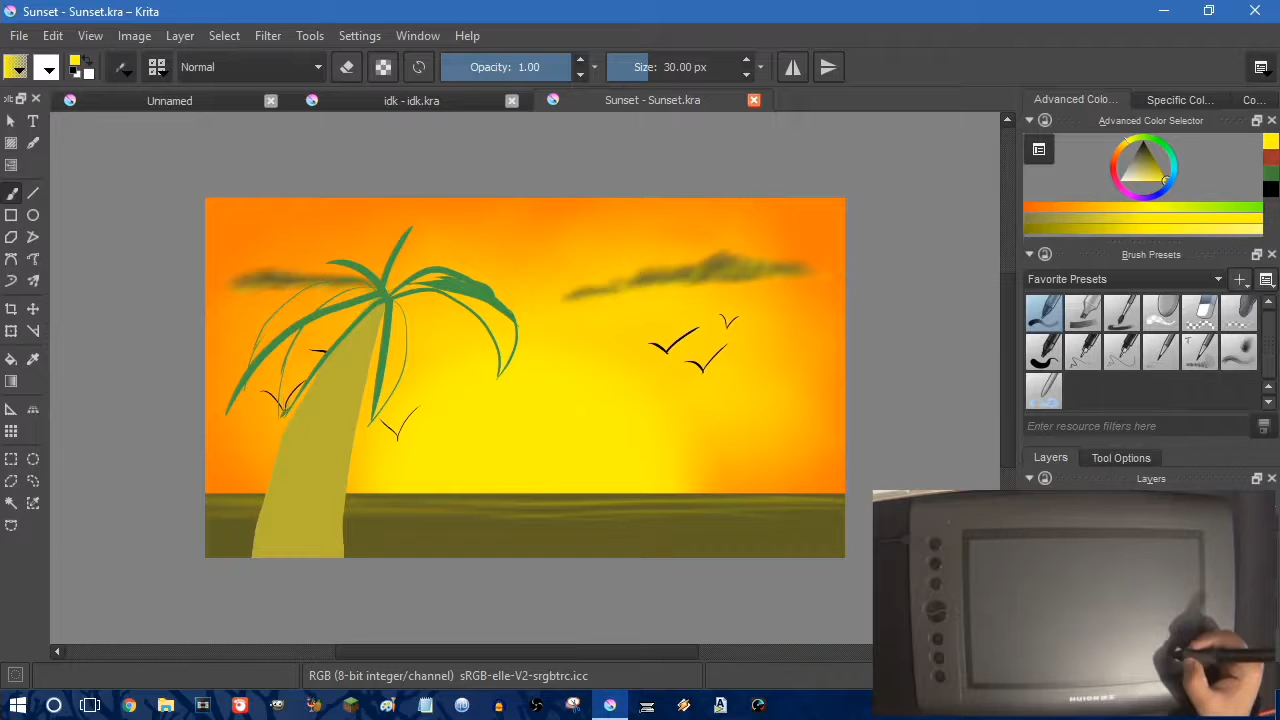 Sunset - Sunset.kra – Krita
File Edit View Image Layer Select Filter Tools Settings Window Help
Normal Opacity: 1.00 Size: 30.00 px
Unnamed idk - idk.kra Sunset - Sunset.kra
Advanced Colo... Specific Col... Co...
Advanced Color Selector
Brush Presets
Favorite Presets
Enter resource filters here
Layers Tool Options
Layers
RGB (8-bit integer/channel) sRGB-elle-V2-srgbtrc.icc
HUION